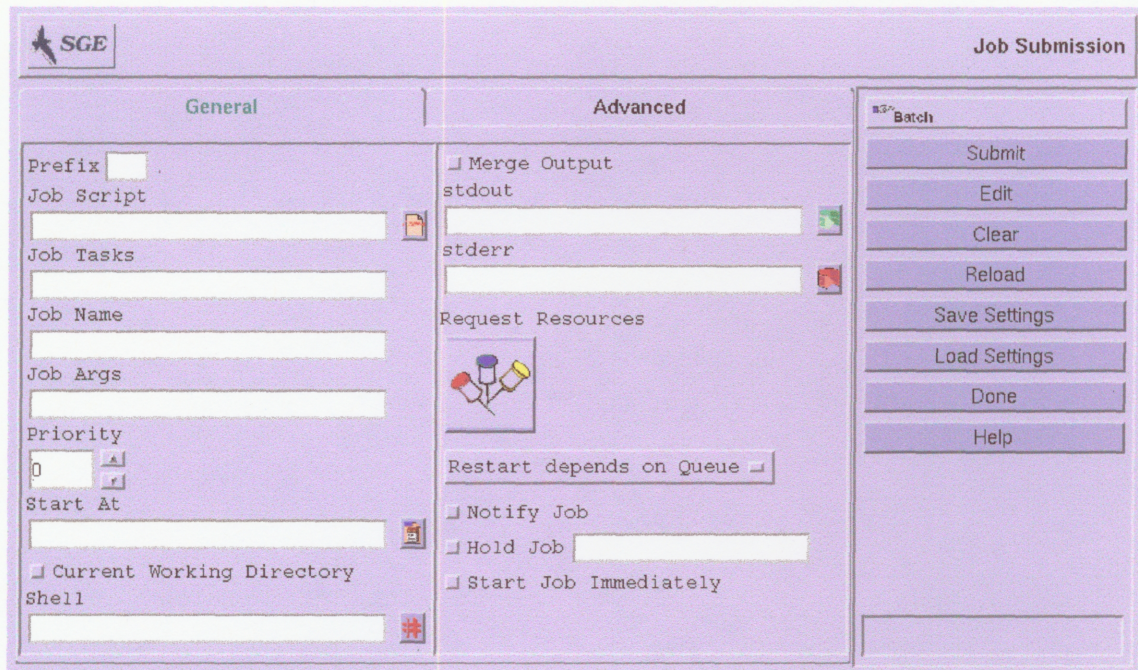 SGE
Job Submission
General
Advanced
Prefix
Job Script
Job Tasks
Job Name
Job Args
Priority
0
Start At
Current Working Directory
Shell
Merge Output
stdout
stderr
Request Resources
Restart depends on Queue
Notify Job
Hold Job
Start Job Immediately
Batch
Submit
Edit
Clear
Reload
Save Settings
Load Settings
Done
Help